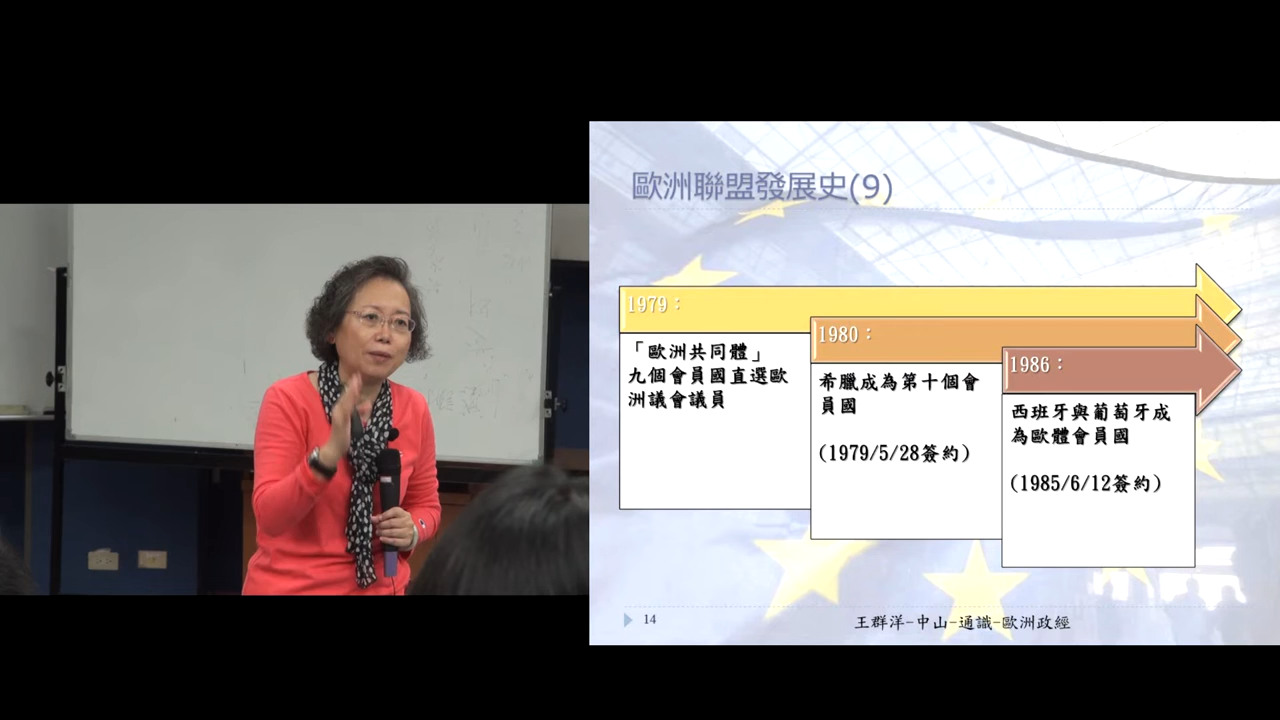 歐洲聯盟發展史(9)
1979：
「歐洲共同體」
九個會員國直選歐
洲議會議員
1980：
希臘成為第十個會
員國
(1979/5/28簽約)
1986：
西班牙與葡萄牙成
為歐體會員國
(1985/6/12簽約)
14
王群洋-中山-通識-歐洲政經